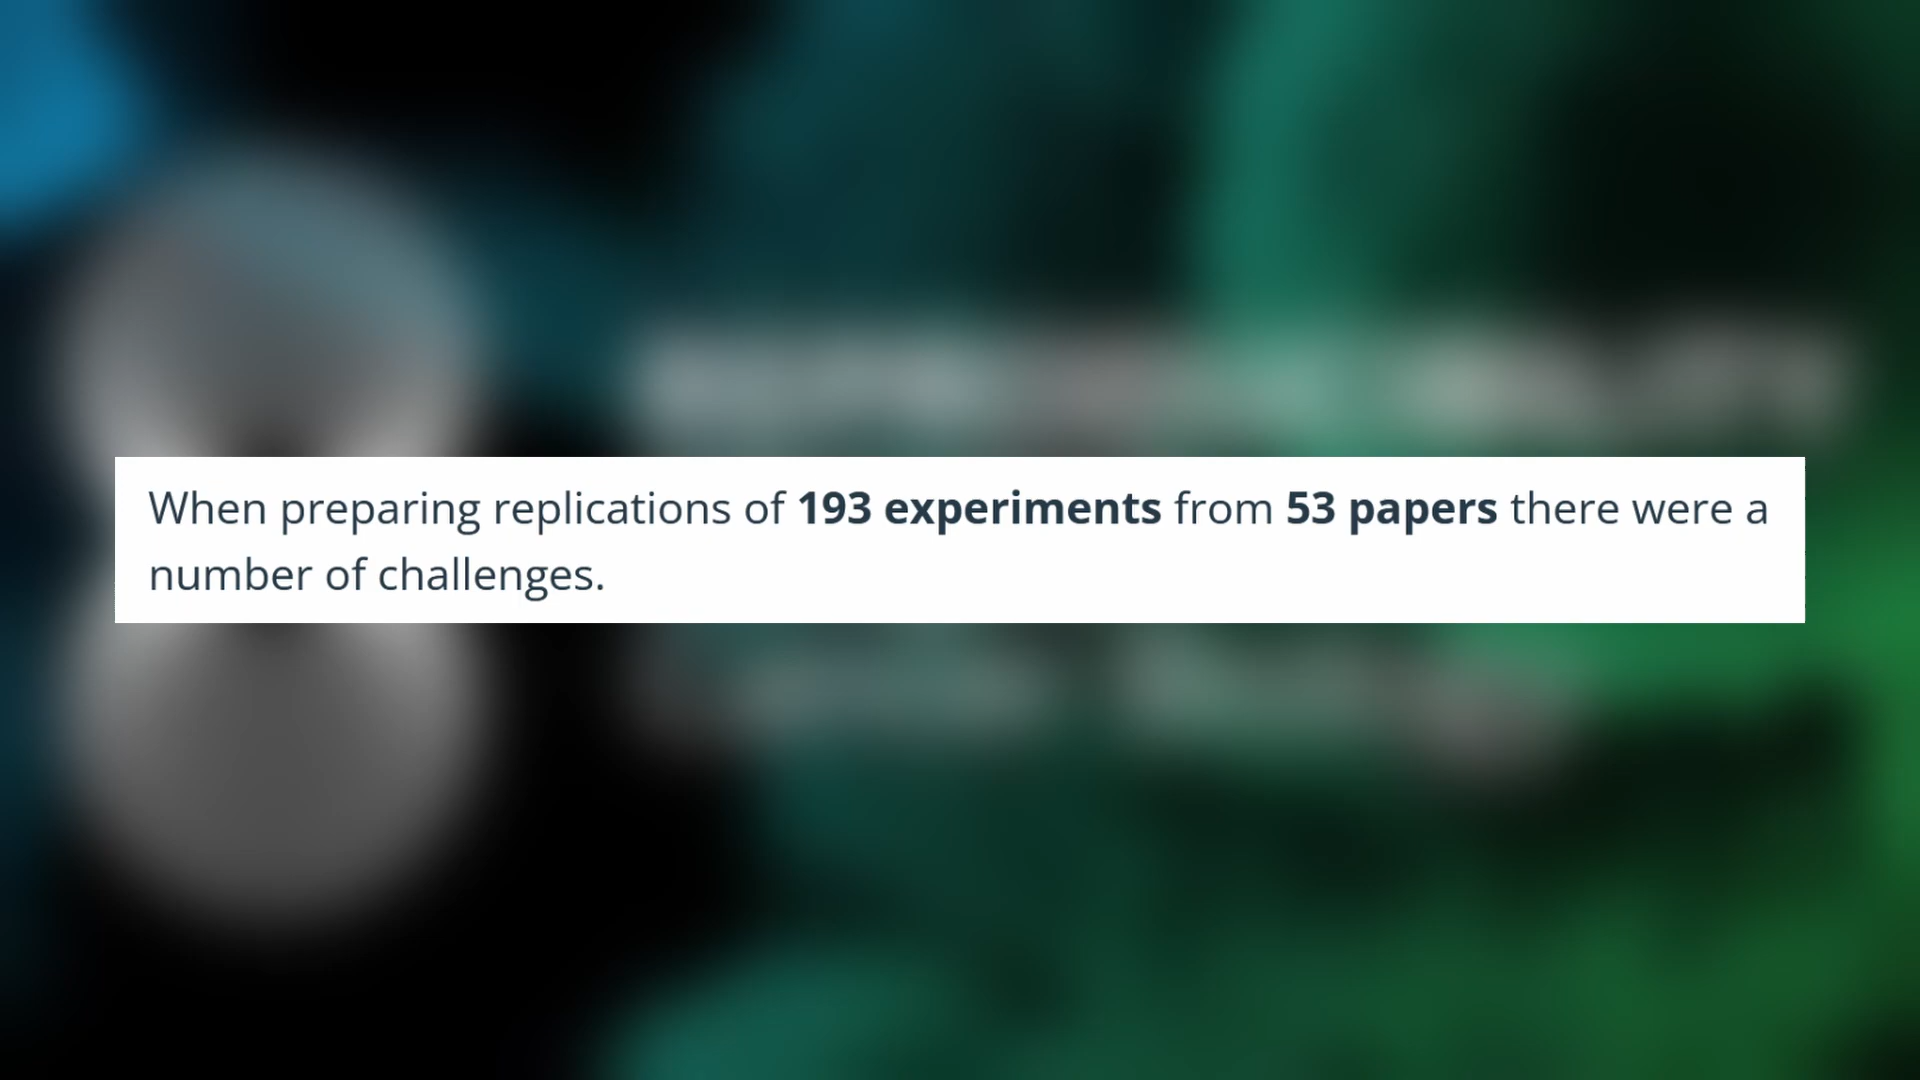 When preparing replications of 193 experiments from 53 papers there were a
number of challenges.